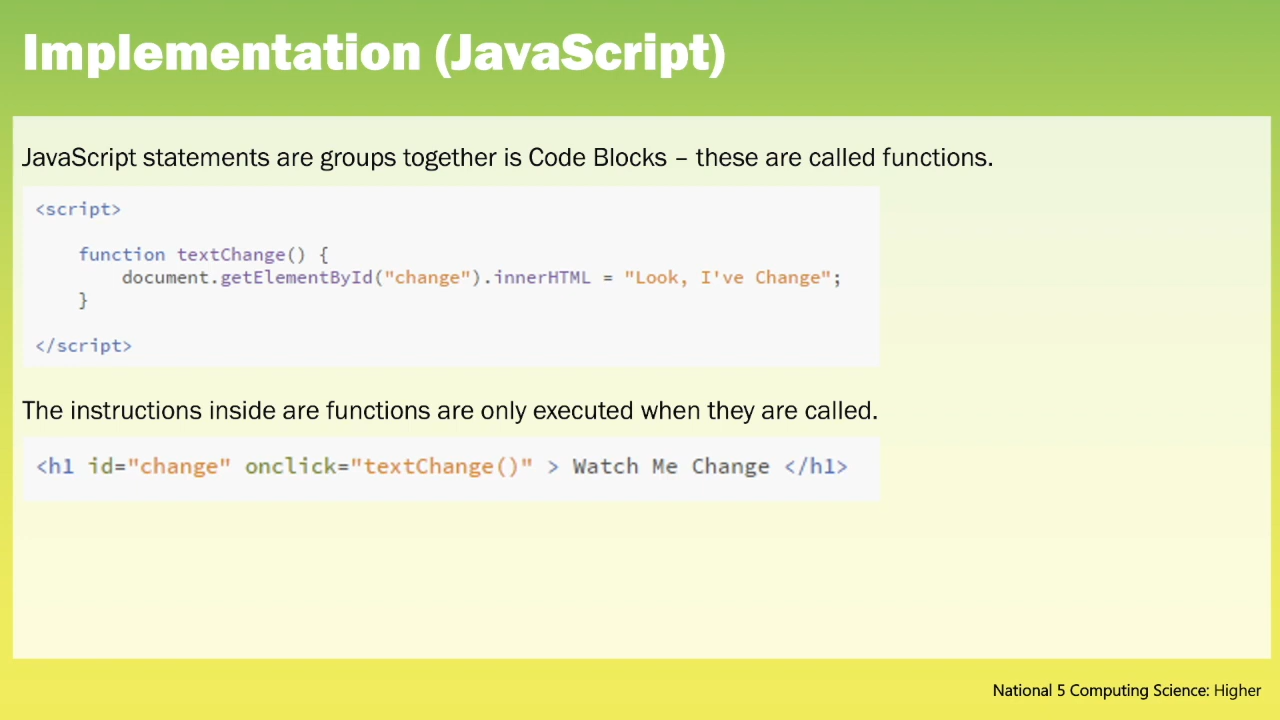 Implementation (JavaScript)
JavaScript statements are groups together is Code Blocks – these are called functions.
<script>
function textChange() {
document.getElementById("change").innerHTML = "Look, I've Change";
}
</script>
The instructions inside are functions are only executed when they are called.
<h1 id="change" onclick="textChange()" > Watch Me Change </h1>
National 5 Computing Science: Higher